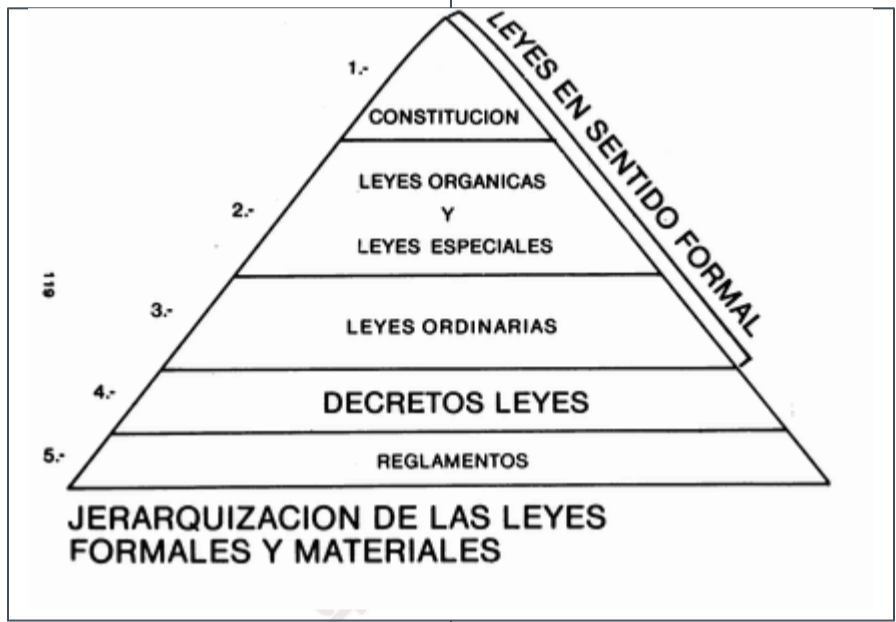 LEYES EN SENTIDO FORMAL
1.-
CONSTITUCION
2.-
LEYES ORGANICAS
Y
LEYES ESPECIALES
119
3.-
LEYES ORDINARIAS
4.-
DECRETOS LEYES
5.-
REGLAMENTOS
JERARQUIZACION DE LAS LEYES
FORMALES Y MATERIALES